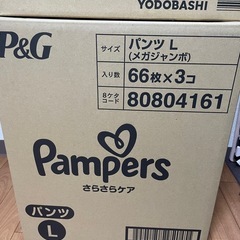 YODOBASHI
P&G
サイズ パンツ L
(メガジャンボ)
入り数 66枚×3コ
8ケタコード 80804161
Pampers
さらさらケア
パンツ
L